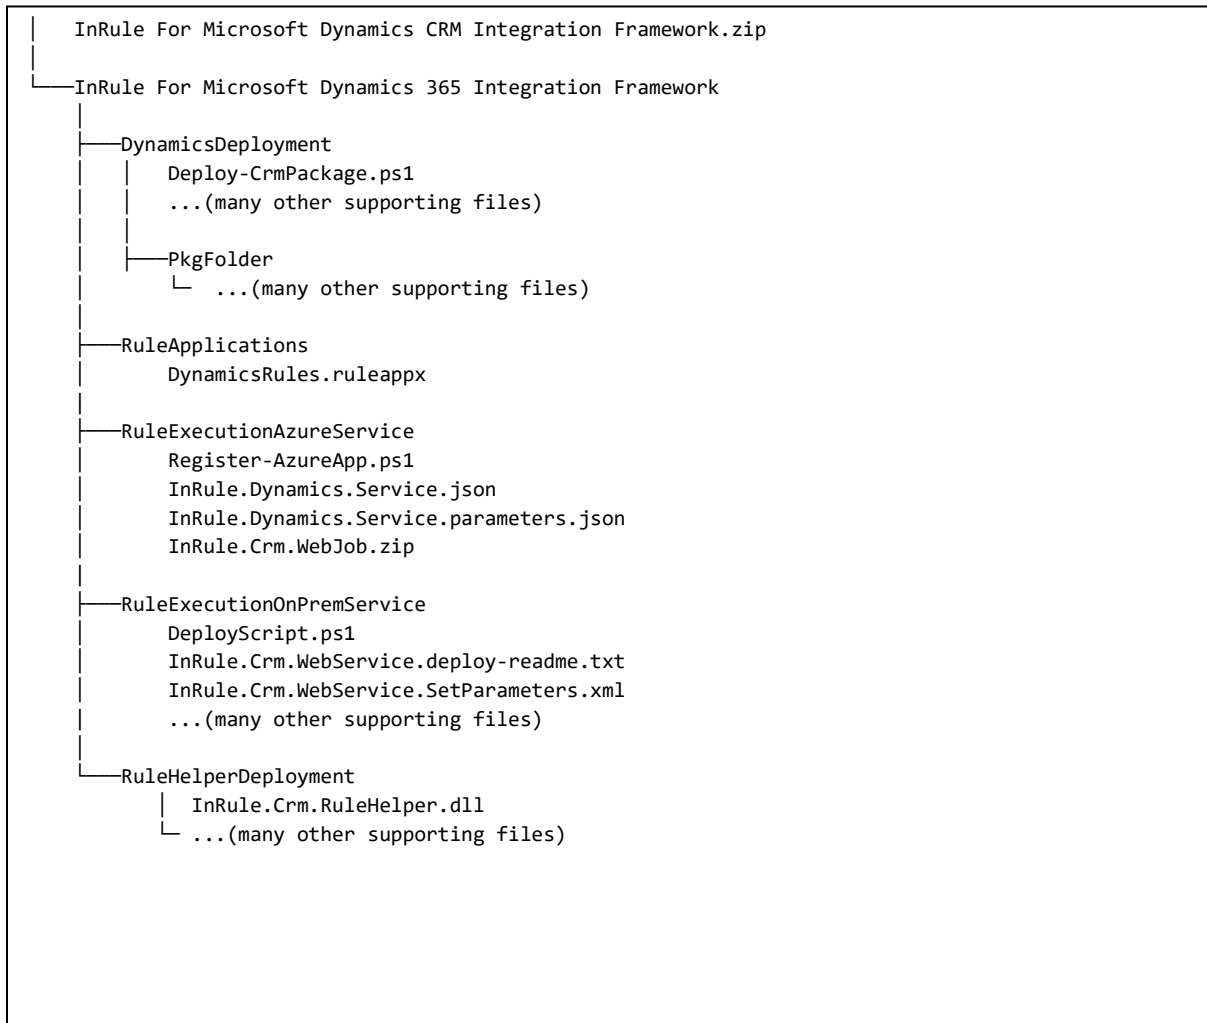 InRule For Microsoft Dynamics CRM Integration Framework.zip
InRule For Microsoft Dynamics 365 Integration Framework
DynamicsDeployment
Deploy-CrmPackage.ps1
...(many other supporting files)
PkgFolder
...(many other supporting files)
RuleApplications
DynamicsRules.ruleappx
RuleExecutionAzureService
Register-AzureApp.ps1
InRule.Dynamics.Service.json
InRule.Dynamics.Service.parameters.json
InRule.Crm.WebJob.zip
RuleExecutionOnPremService
DeployScript.ps1
InRule.Crm.WebService.deploy-readme.txt
InRule.Crm.WebService.SetParameters.xml
...(many other supporting files)
RuleHelperDeployment
InRule.Crm.RuleHelper.dll
...(many other supporting files)